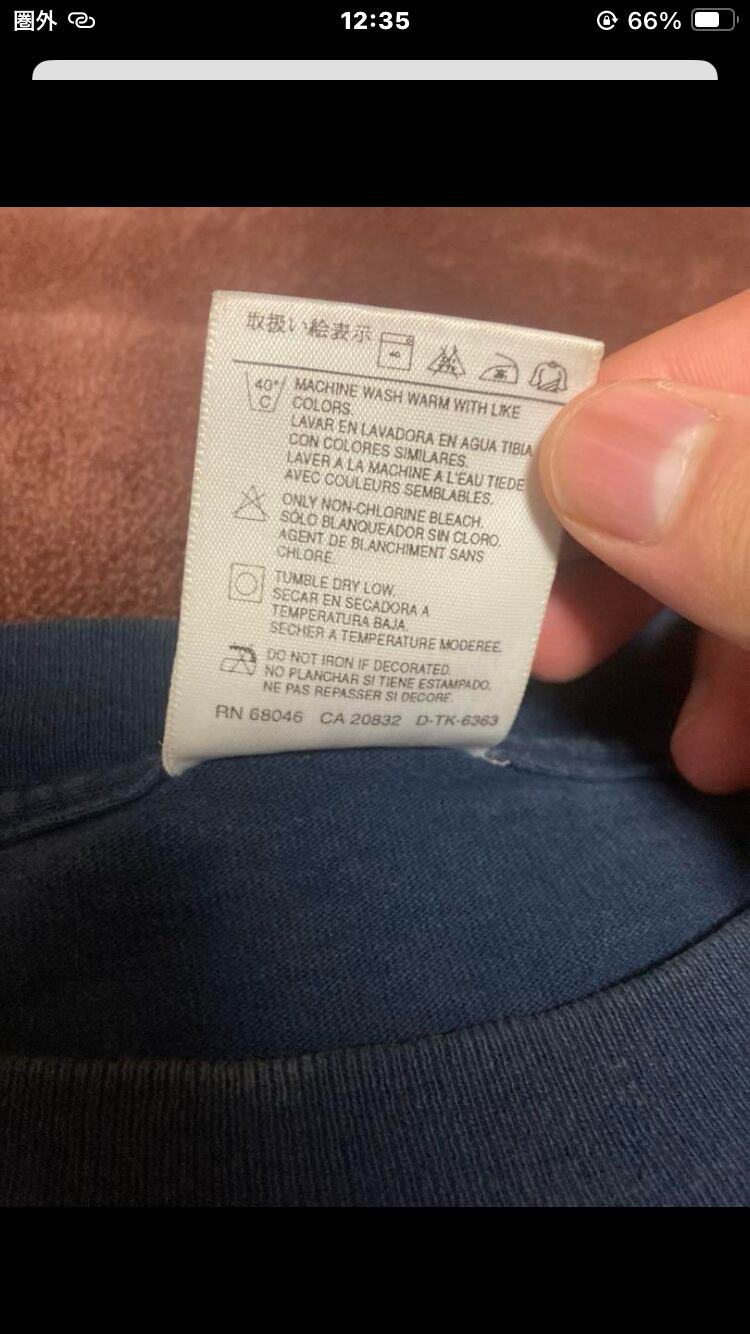 圏外
12:35
66%
取扱い絵表示
40
40°
C
MACHINE WASH WARM WITH LIKE
COLORS.
LAVAR EN LAVADORA EN AGUA TIBIA
CON COLORES SIMILARES.
LAVER A LA MACHINE A L'EAU TIEDE
AVEC COULEURS SEMBLABLES.
ONLY NON-CHLORINE BLEACH.
SÓLO BLANQUEADOR SIN CLORO.
AGENT DE BLANCHIMENT SANS
CHLORE.
TUMBLE DRY LOW.
SECAR EN SECADORA A
TEMPERATURA BAJA.
SECHER A TEMPERATURE MODEREE.
DO NOT IRON IF DECORATED.
NO PLANCHAR SI TIENE ESTAMPADO.
NE PAS REPASSER SI DECORE.
RN 68046 CA 20832 D-TK-6363